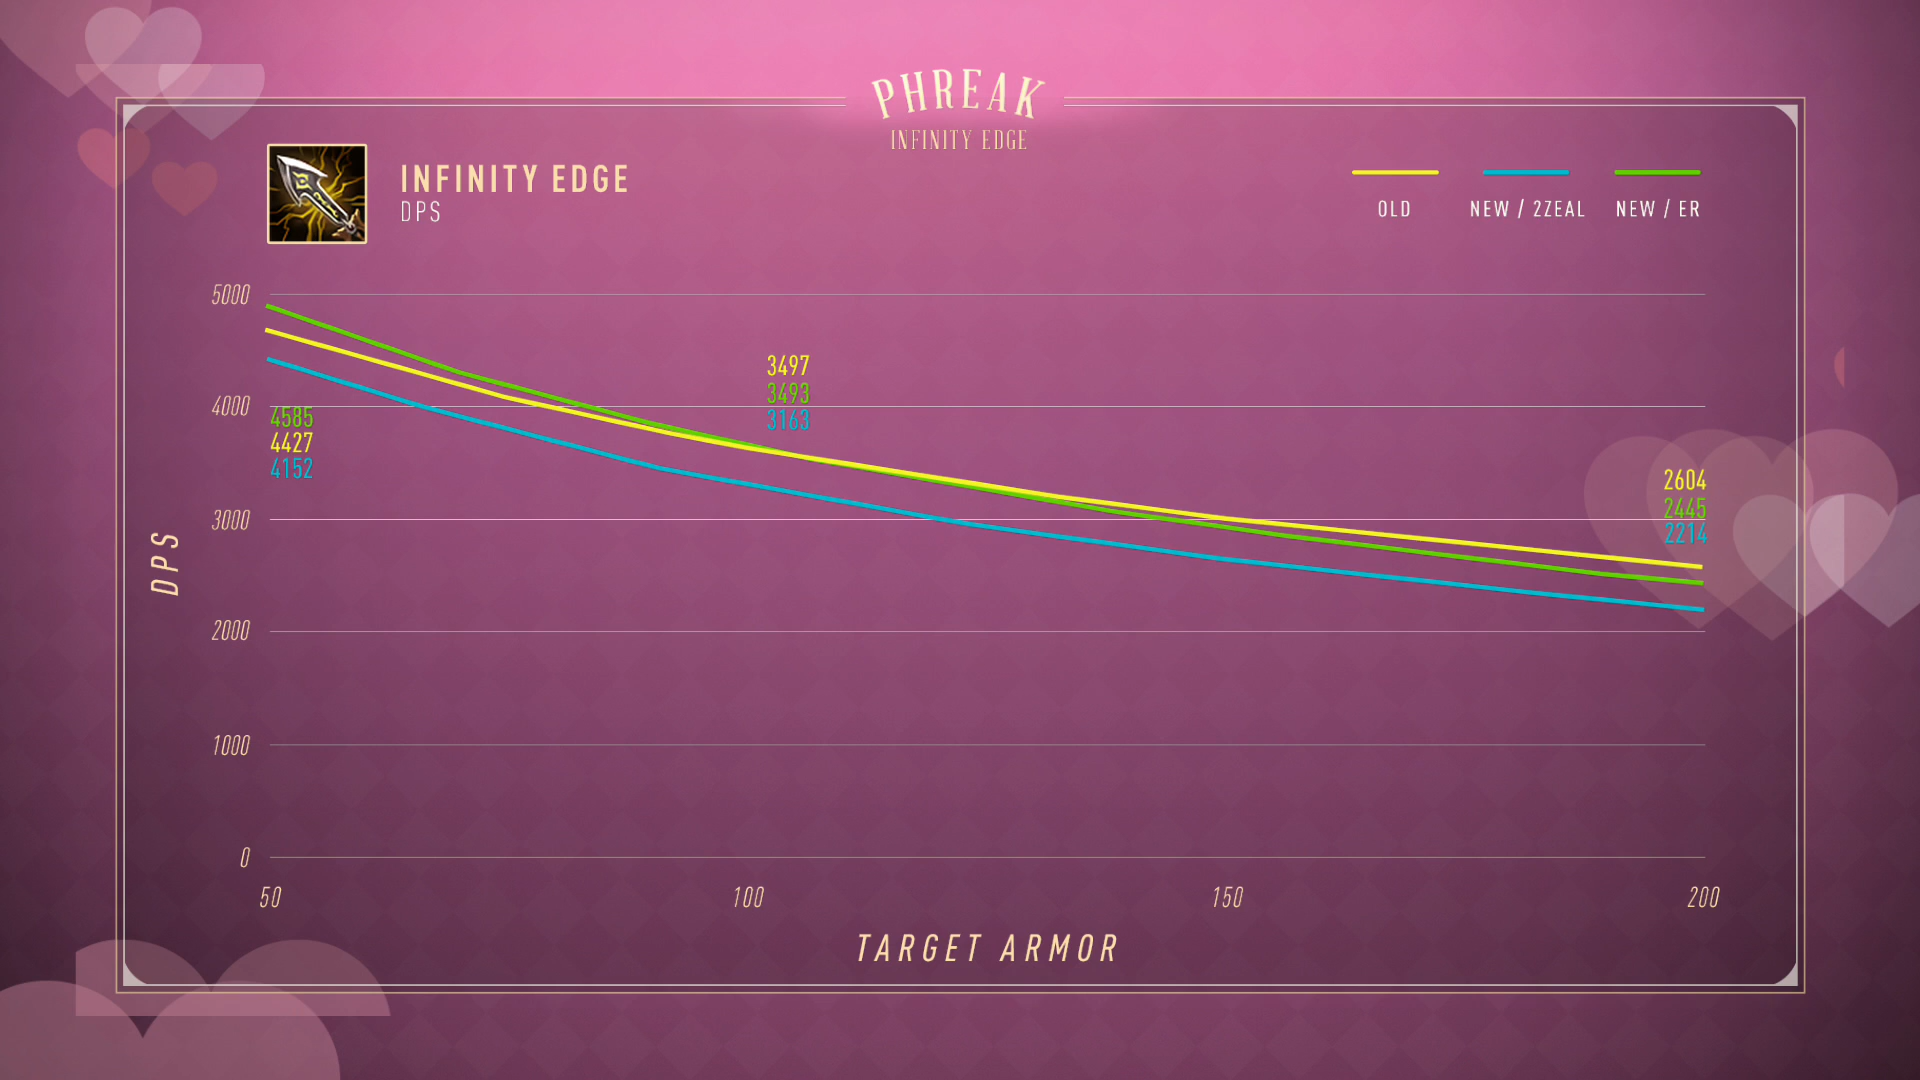 PHREAK
INFINITY EDGE
INFINITY EDGE
DPS
OLD
NEW / 2ZEAL
NEW / ER
5000
4000
3000
2000
1000
0
DPS
4585
4427
4152
3497
3493
3163
2604
2445
2214
50
100
150
200
TARGET ARMOR